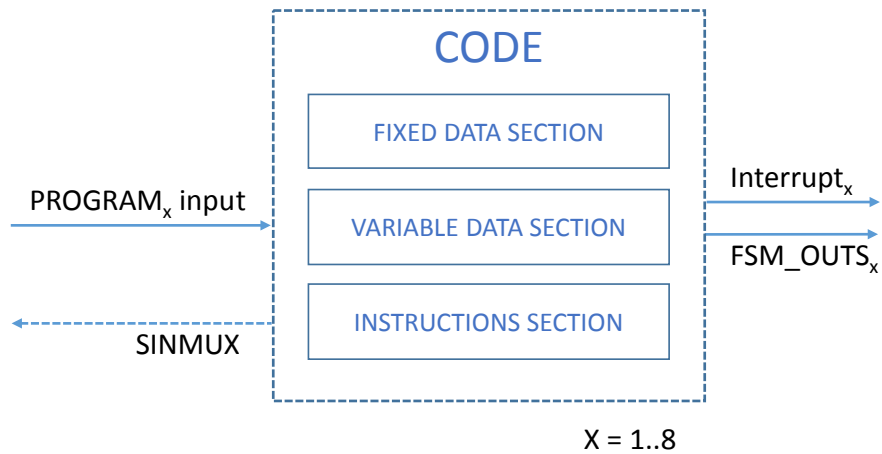 CODE
FIXED DATA SECTION
PROGRAMx input
VARIABLE DATA SECTION
Interruptx
FSM_OUTSx
INSTRUCTIONS SECTION
SINMUX
X = 1..8